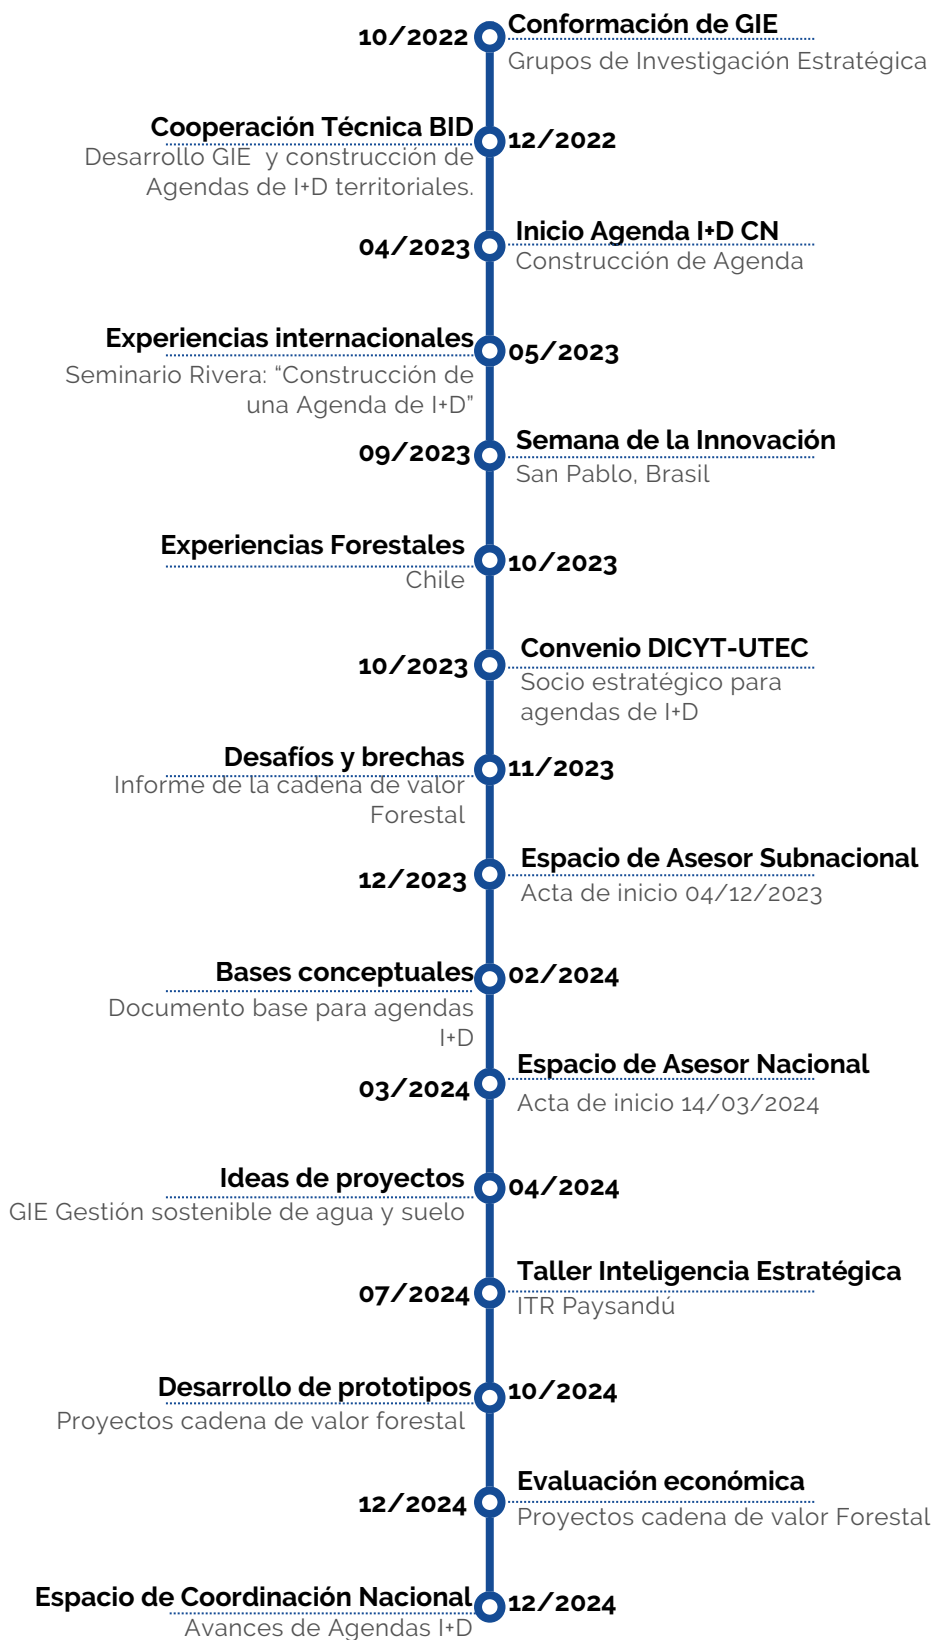 10/2022
Conformación de GIE
Grupos de Investigación Estratégica
Cooperación Técnica BID
12/2022
Desarrollo GIE y construcción de
Agendas de I+D territoriales.
04/2023
Inicio Agenda I+D CN
Construcción de Agenda
Experiencias internacionales
05/2023
Seminario Rivera: “Construcción de
una Agenda de I+D”
09/2023
Semana de la Innovación
San Pablo, Brasil
Experiencias Forestales
10/2023
Chile
10/2023
Convenio DICYT-UTEC
Socio estratégico para
agendas de I+D
Desafíos y brechas
11/2023
Informe de la cadena de valor
Forestal
12/2023
Espacio de Asesor Subnacional
Acta de inicio 04/12/2023
Bases conceptuales
02/2024
Documento base para agendas
I+D
03/2024
Espacio de Asesor Nacional
Acta de inicio 14/03/2024
Ideas de proyectos
04/2024
GIE Gestión sostenible de agua y suelo
07/2024
Taller Inteligencia Estratégica
ITR Paysandú
Desarrollo de prototipos
10/2024
Proyectos cadena de valor forestal
12/2024
Evaluación económica
Proyectos cadena de valor Forestal
Espacio de Coordinación Nacional
12/2024
Avances de Agendas I+D